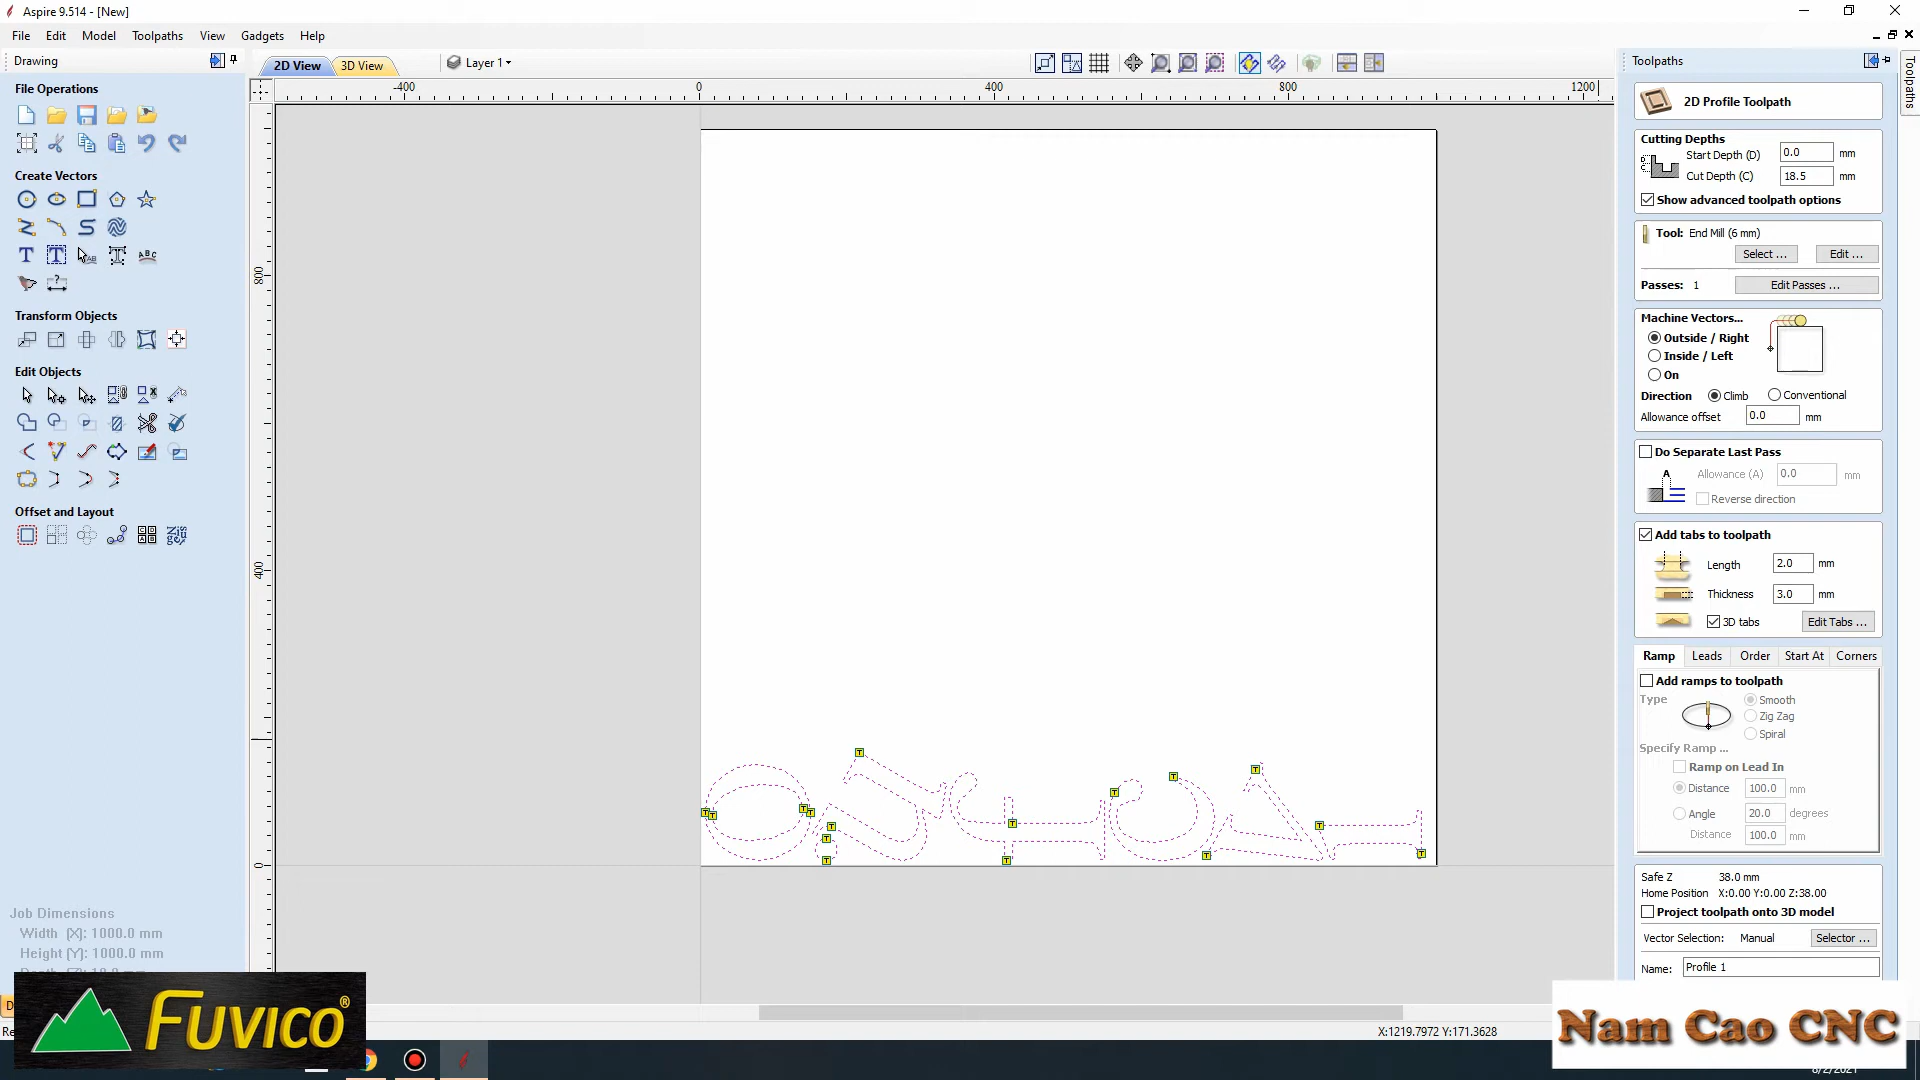 Aspire 9.514 - [New]
File Edit Model Toolpaths View Gadgets Help
Drawing
File Operations
Create Vectors
Transform Objects
Edit Objects
Offset and Layout
Job Dimensions
Width (X): 1000.0 mm
Height (Y): 1000.0 mm
2D View 3D View Layer 1
-400 0 400 800 1200
800
400
0
X:1219.7972 Y:171.3628
Toolpaths
Toolpaths
2D Profile Toolpath
Cutting Depths
Start Depth (D) 0.0 mm
Cut Depth (C) 18.5 mm
Show advanced toolpath options
Tool: End Mill (6 mm)
Select ... Edit ...
Passes: 1 Edit Passes ...
Machine Vectors...
Outside / Right
Inside / Left
On
Direction Climb Conventional
Allowance offset 0.0 mm
Do Separate Last Pass
A Allowance (A) 0.0 mm
Reverse direction
Add tabs to toolpath
Length 2.0 mm
Thickness 3.0 mm
3D tabs Edit Tabs ...
Ramp Leads Order Start At Corners
Add ramps to toolpath
Type Smooth
Zig Zag
Spiral
Specify Ramp ...
Ramp on Lead In
Distance 100.0 mm
Angle 20.0 degrees
Distance 100.0 mm
Safe Z 38.0 mm
Home Position X:0.00 Y:0.00 Z:38.00
Project toolpath onto 3D model
Vector Selection: Manual Selector ...
Name: Profile 1
FUVICO®
Nam Cao CNC